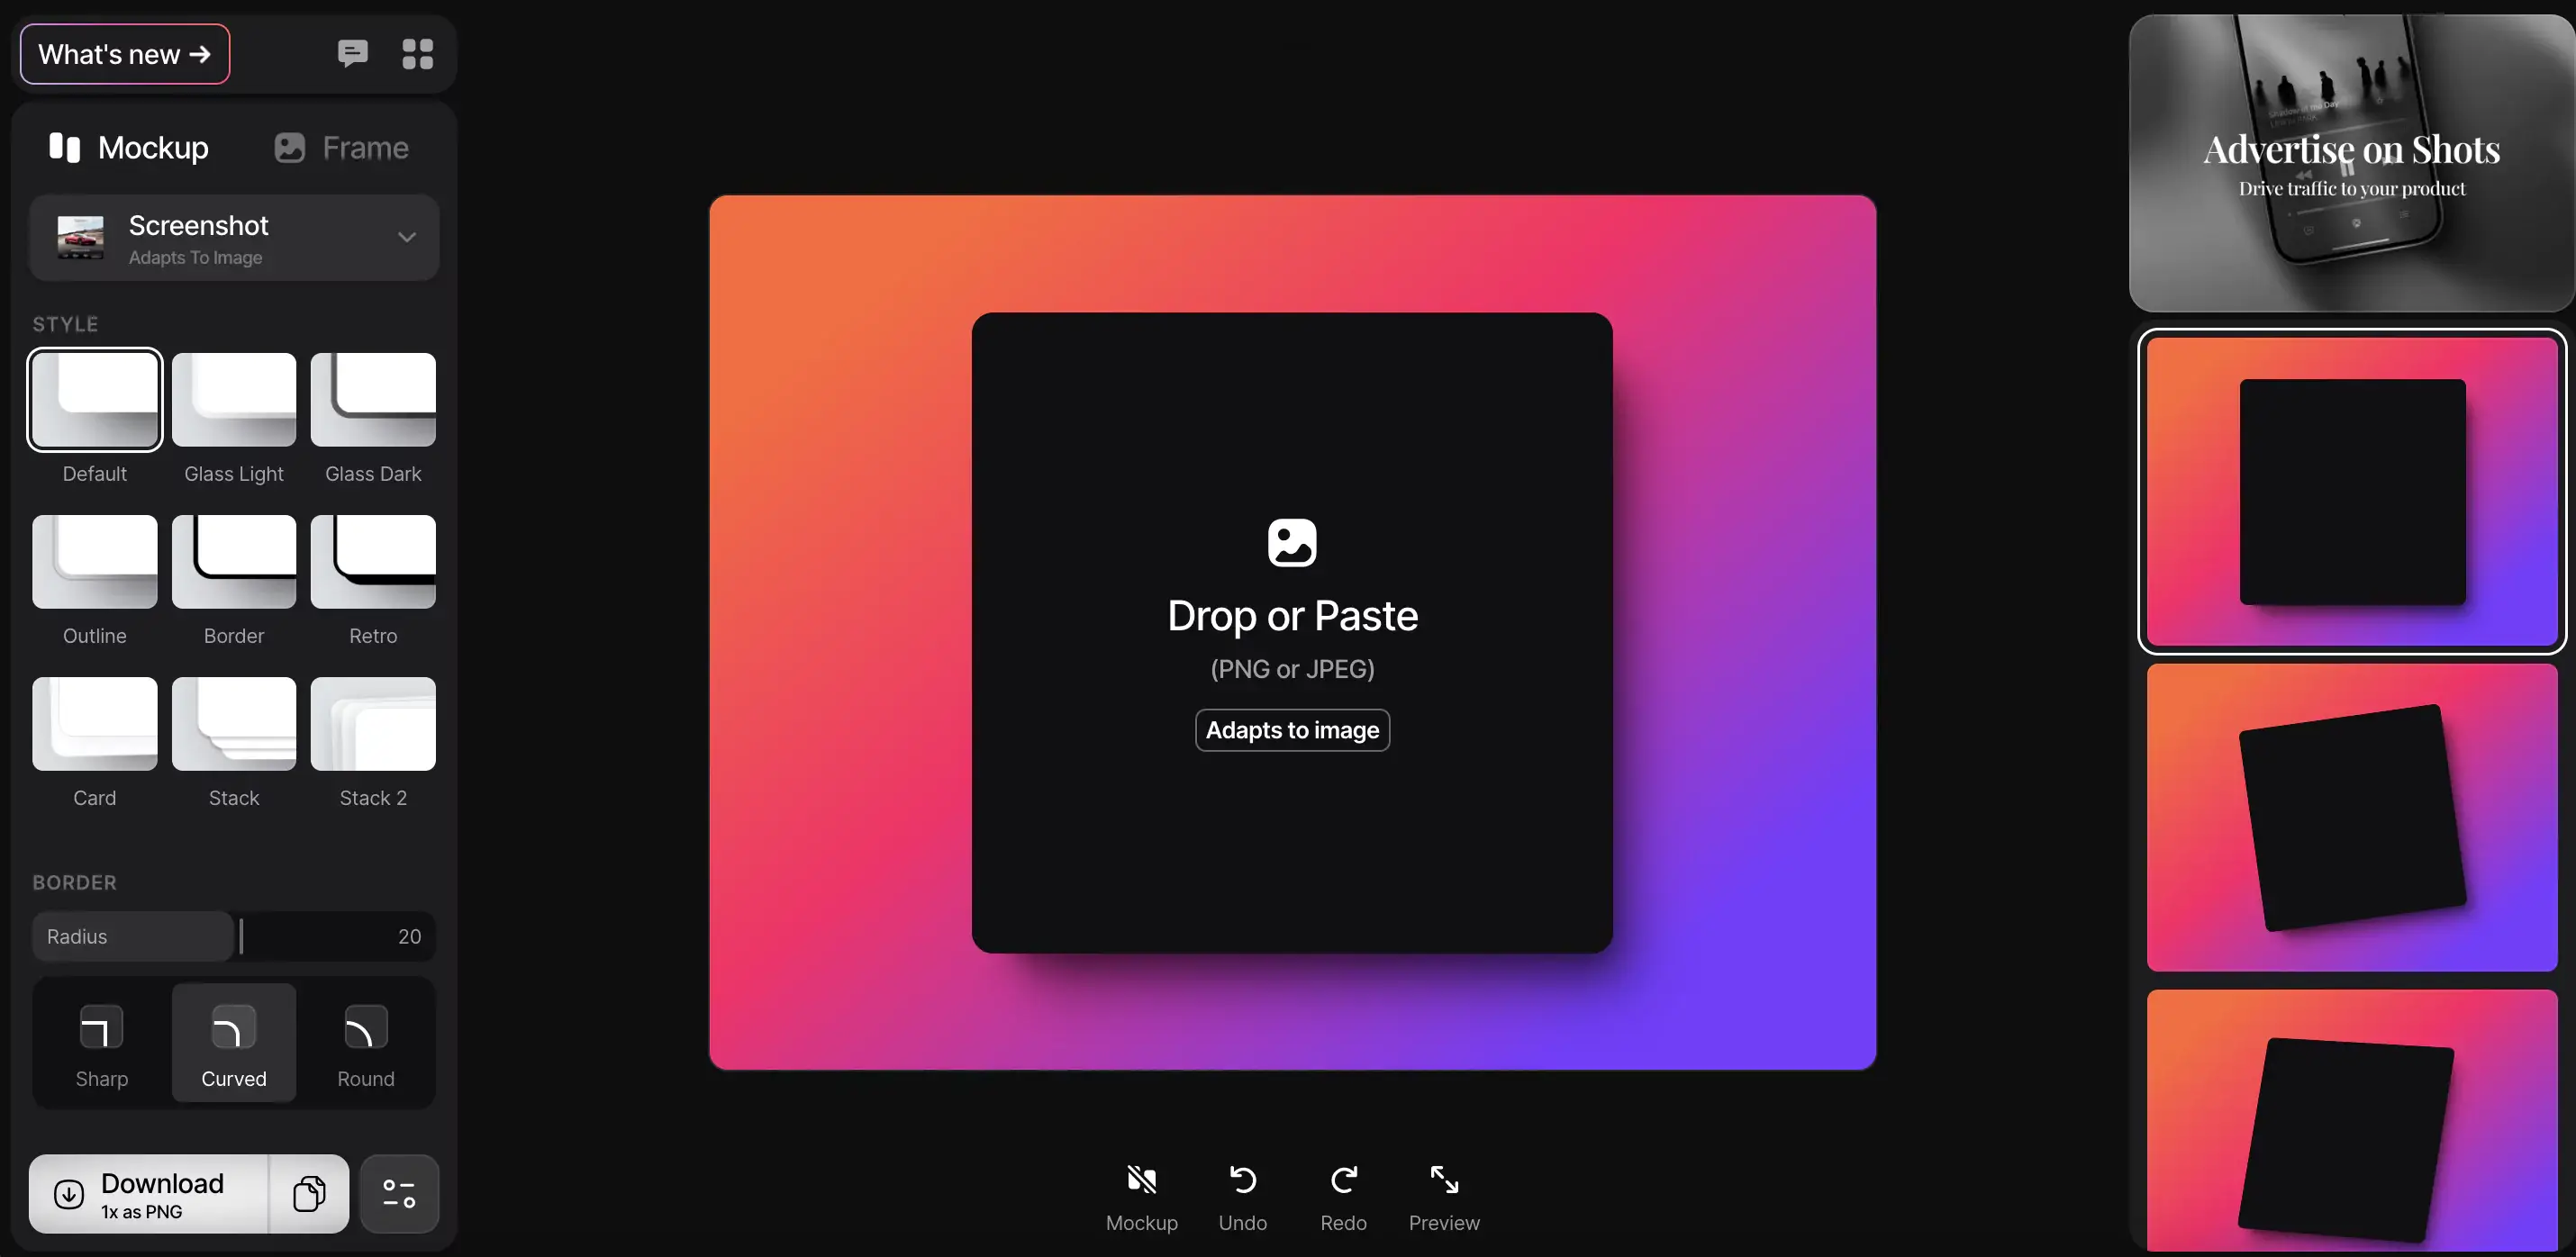 What's new →
Mockup
Frame
Screenshot
Adapts To Image
STYLE
Default
Glass Light
Glass Dark
Outline
Border
Retro
Card
Stack
Stack 2
BORDER
Radius
20
Sharp
Curved
Round
Download
1x as PNG
Drop or Paste
(PNG or JPEG)
Adapts to image
Mockup
Undo
Redo
Preview
Advertise on Shots
Drive traffic to your product